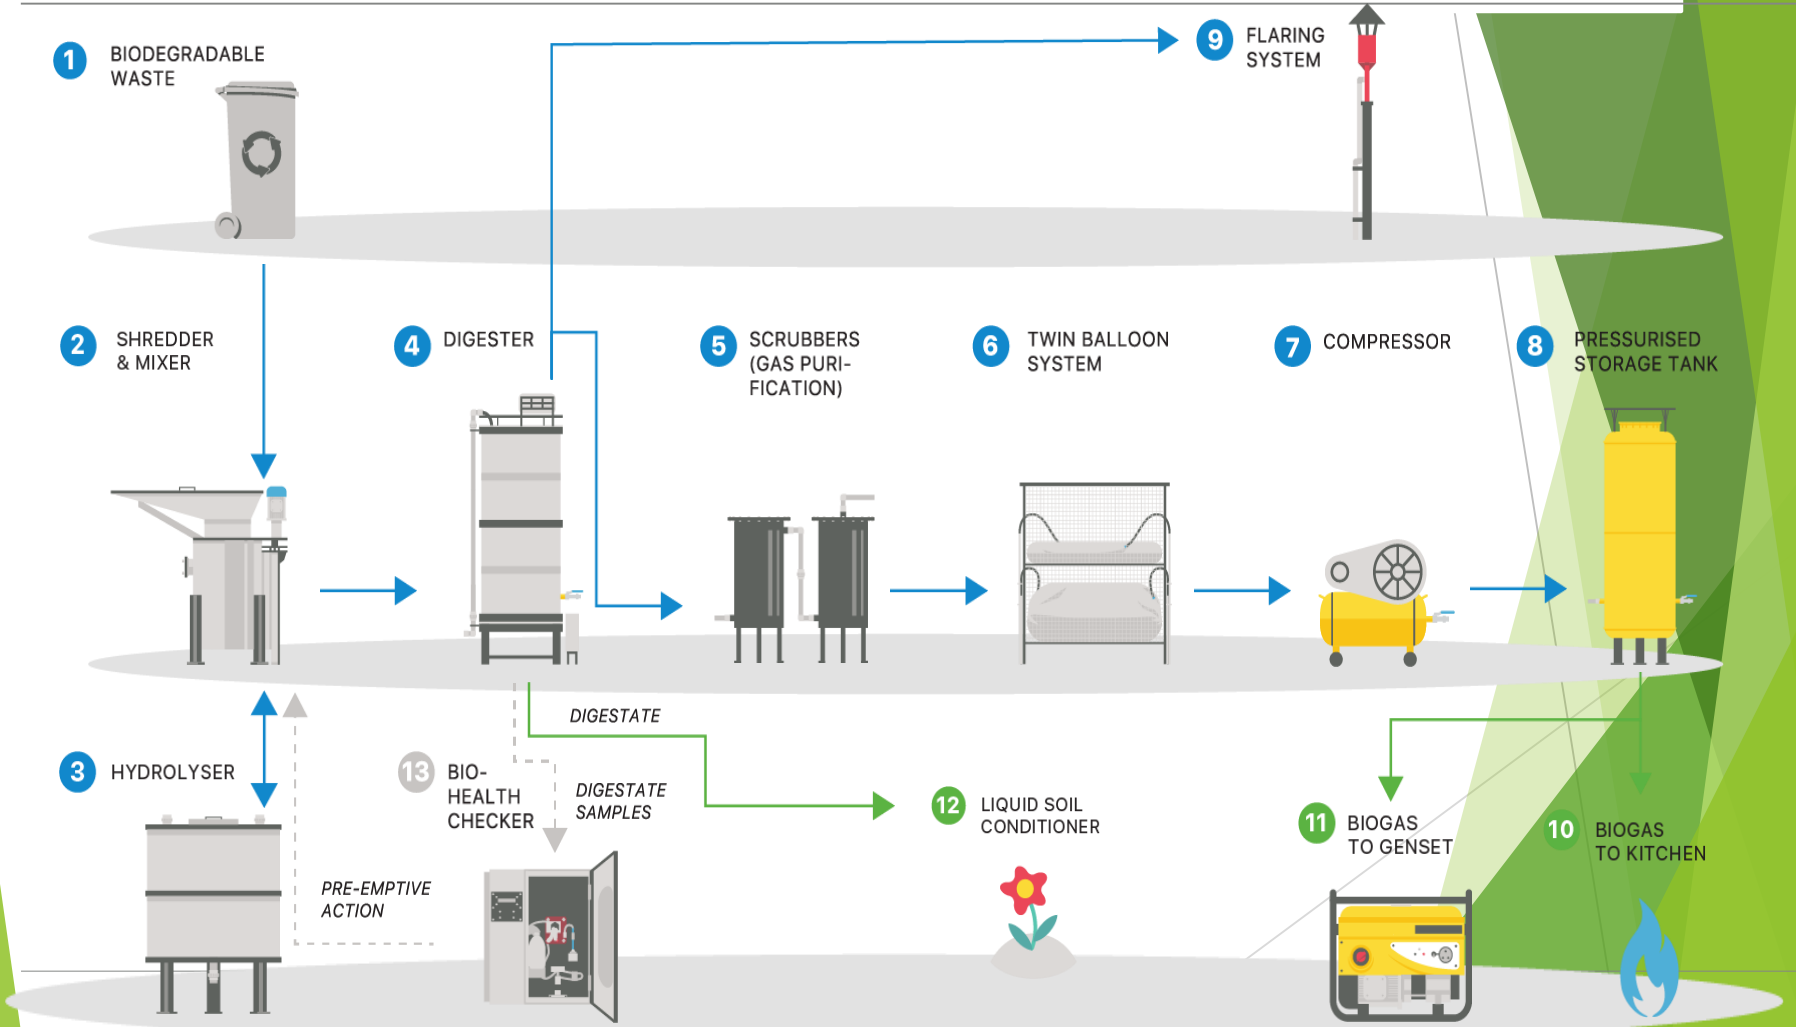 1
BIODEGRADABLE
WASTE
9
FLARING
SYSTEM
2
SHREDDER
& MIXER
4
DIGESTER
5
SCRUBBERS
(GAS PURI-
FICATION)
6
TWIN BALLOON
SYSTEM
7
COMPRESSOR
8
PRESSURISED
STORAGE TANK
3
HYDROLYSER
13
BIO-
HEALTH
CHECKER
DIGESTATE
DIGESTATE
SAMPLES
PRE-EMPTIVE
ACTION
12
LIQUID SOIL
CONDITIONER
11
BIOGAS
TO GENSET
10
BIOGAS
TO KITCHEN